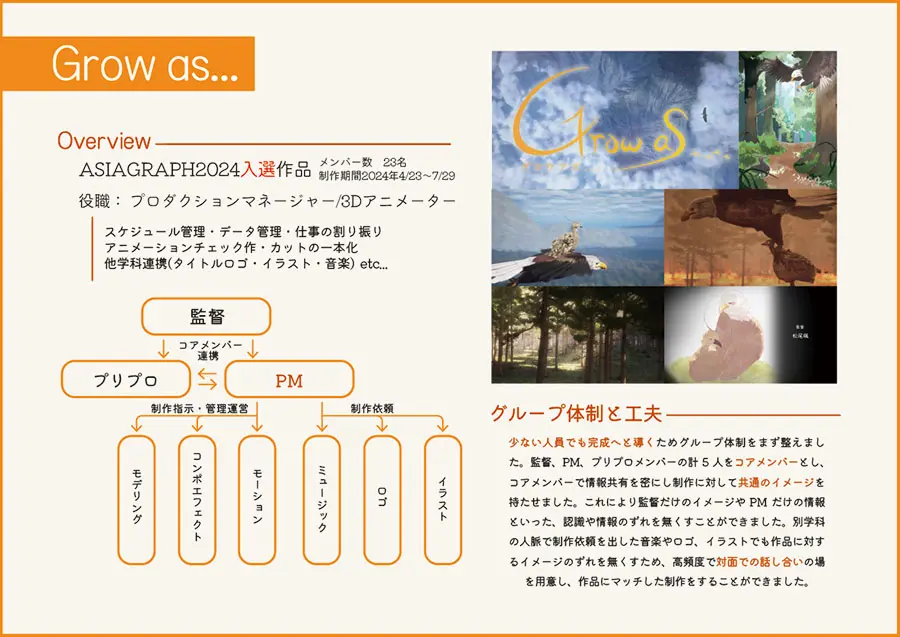 Grow as...
Overview
ASIAGRAPH2024入選作品
メンバー数 23名
制作期間2024年4/23～7/29
役職： プロダクションマネージャー/3Dアニメーター
スケジュール管理・データ管理・仕事の割り振り
アニメーションチェック作・カットの一本化
他学科連携(タイトルロゴ・イラスト・音楽) etc...
監督
コアメンバー
連携
プリプロ
PM
制作指示・管理運営
制作依頼
モデリング
コンポエフェクト
モーション
ミュージック
ロゴ
イラスト
Grow as
監督
グループ体制と工夫
少ない人員でも完成へと導くためグループ体制をまず整えまし
た。監督、PM、プリプロメンバーの計５人をコアメンバーとし、
コアメンバーで情報共有を密にし制作に対して共通のイメージを
持たせました。これにより監督だけのイメージや PM だけの情報
といった、認識や情報のずれを無くすことができました。別学科
の人脈で制作依頼を出した音楽やロゴ、イラストでも作品に対す
るイメージのずれを無くすため、高頻度で対面での話し合いの場
を用意し、作品にマッチした制作をすることができました。